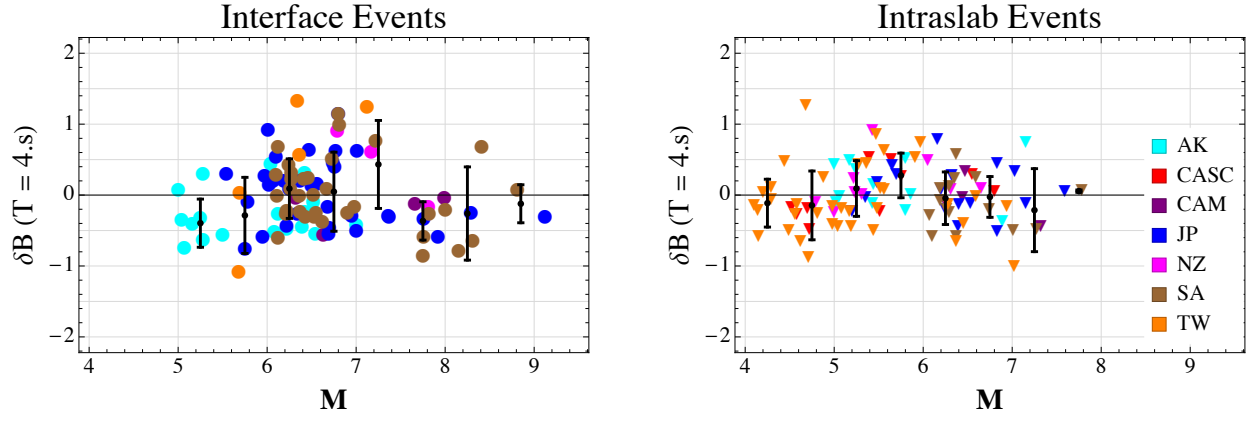 Interface Events
2
1
0
−1
−2
δB (T = 4.s)
4 5 6 7 8 9
M
Intraslab Events
2
1
0
−1
−2
δB (T = 4.s)
4 5 6 7 8 9
M
AK
CASC
CAM
JP
NZ
SA
TW